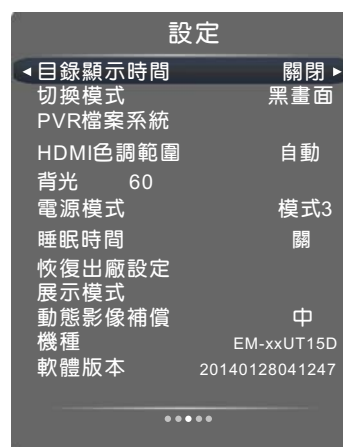 設定
目錄顯示時間 關閉
切換模式 黑畫面
PVR檔案系統
HDMI色調範圍 自動
背光 60
電源模式 模式3
睡眠時間 關
恢復出廠設定
展示模式
動態影像補償 中
機種 EM-xxUT15D
軟體版本 20140128041247